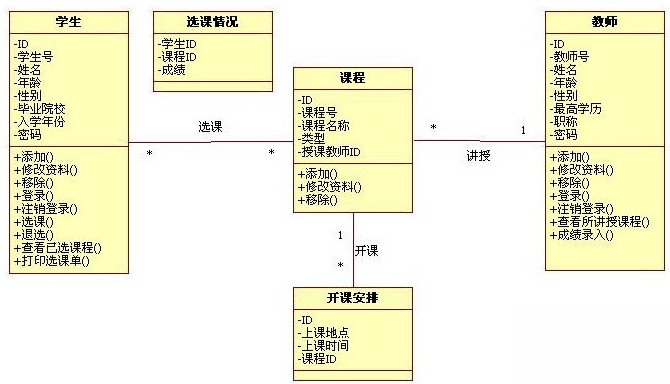 学生
-ID
-学生号
-姓名
-年龄
-性别
-毕业院校
-入学年份
-密码
+添加()
+修改资料()
+移除()
+登录()
+注销登录()
+选课()
+退选()
+查看已选课程()
+打印选课单()
选课情况
-学生ID
-课程ID
-成绩
选课
*
*
课程
-ID
-课程号
-课程名称
-类型
-授课教师ID
+添加()
+修改资料()
+移除()
*
1
讲授
教师
-ID
-教师号
-姓名
-年龄
-性别
-最高学历
-职称
-密码
+添加()
+修改资料()
+移除()
+登录()
+注销登录()
+查看所讲授课程()
+成绩录入()
1
开课
*
开课安排
-ID
-上课地点
-上课时间
-课程ID